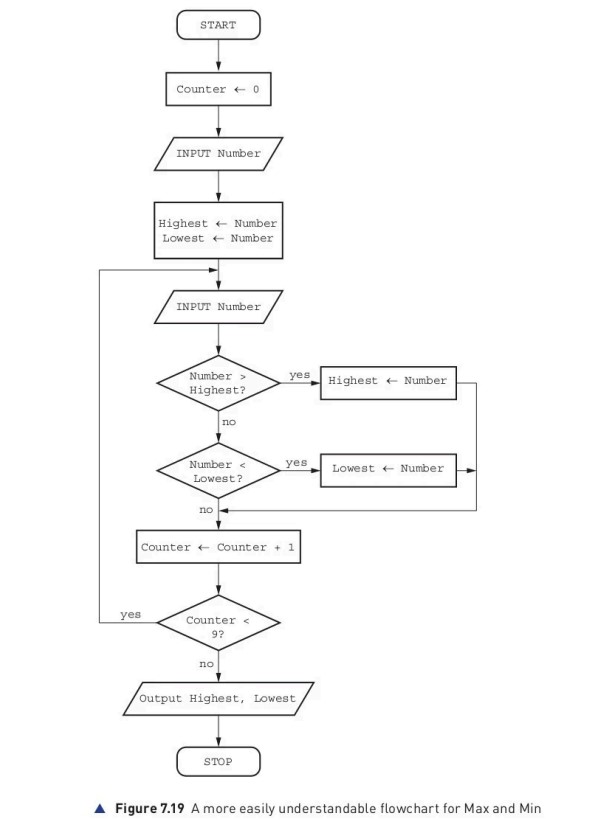 START
Counter ← 0
INPUT Number
Highest ← Number
Lowest ← Number
INPUT Number
Number >
Highest?
yes
Highest ← Number
no
Number <
Lowest?
yes
Lowest ← Number
no
Counter ← Counter + 1
Counter <
9?
yes
no
Output Highest, Lowest
STOP
▲ Figure 7.19 A more easily understandable flowchart for Max and Min